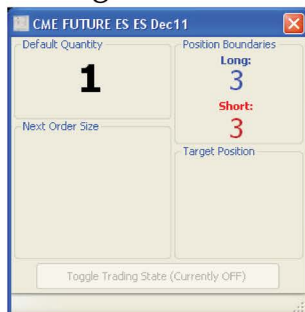 CME FUTURE ES ES Dec11
Default Quantity
1
Position Boundaries
Long:
3
Short:
3
Next Order Size
Target Position
Toggle Trading State (Currently OFF)